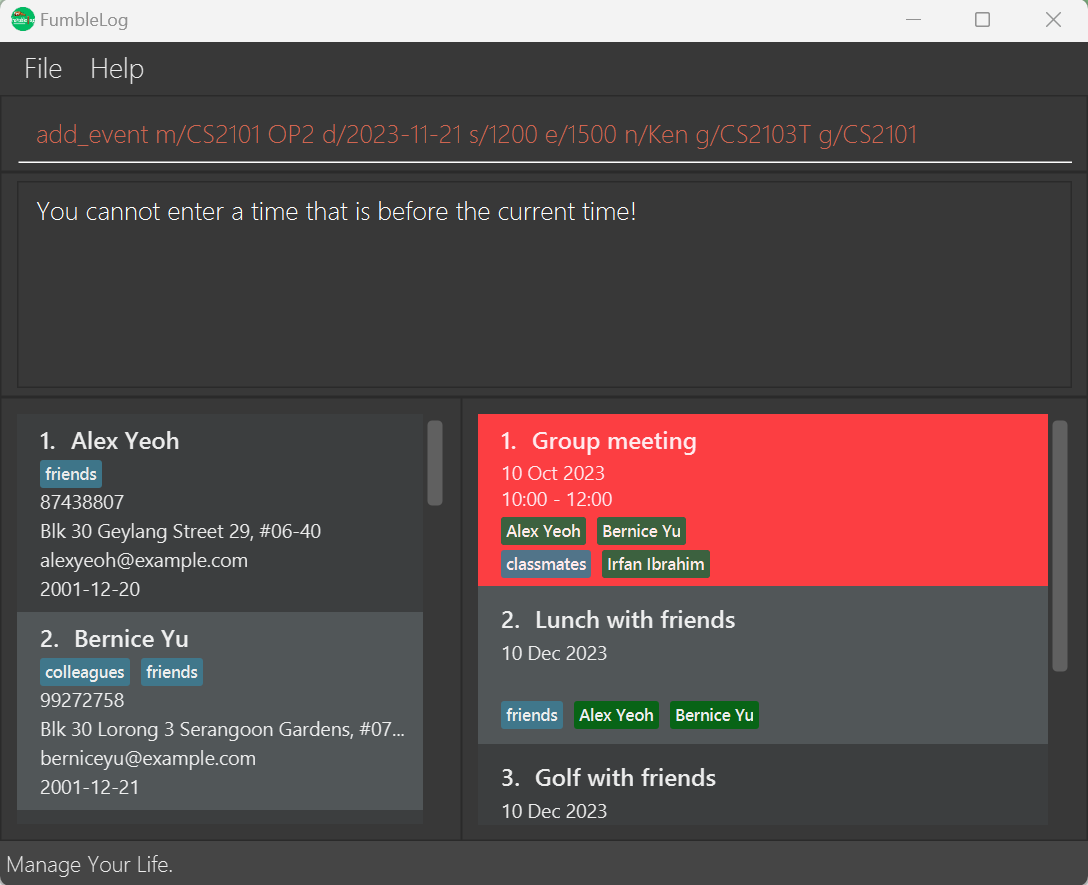 FumbleLog
File Help
add_event m/CS2101 OP2 d/2023-11-21 s/1200 e/1500 n/Ken g/CS2103T g/CS2101
You cannot enter a time that is before the current time!
1. Alex Yeoh
friends
87438807
Blk 30 Geylang Street 29, #06-40
alexyeoh@example.com
2001-12-20
2. Bernice Yu
colleagues friends
99272758
Blk 30 Lorong 3 Serangoon Gardens, #07...
berniceyu@example.com
2001-12-21
1. Group meeting
10 Oct 2023
10:00 - 12:00
Alex Yeoh Bernice Yu
classmates Irfan Ibrahim
2. Lunch with friends
10 Dec 2023
friends Alex Yeoh Bernice Yu
3. Golf with friends
10 Dec 2023
Manage Your Life.